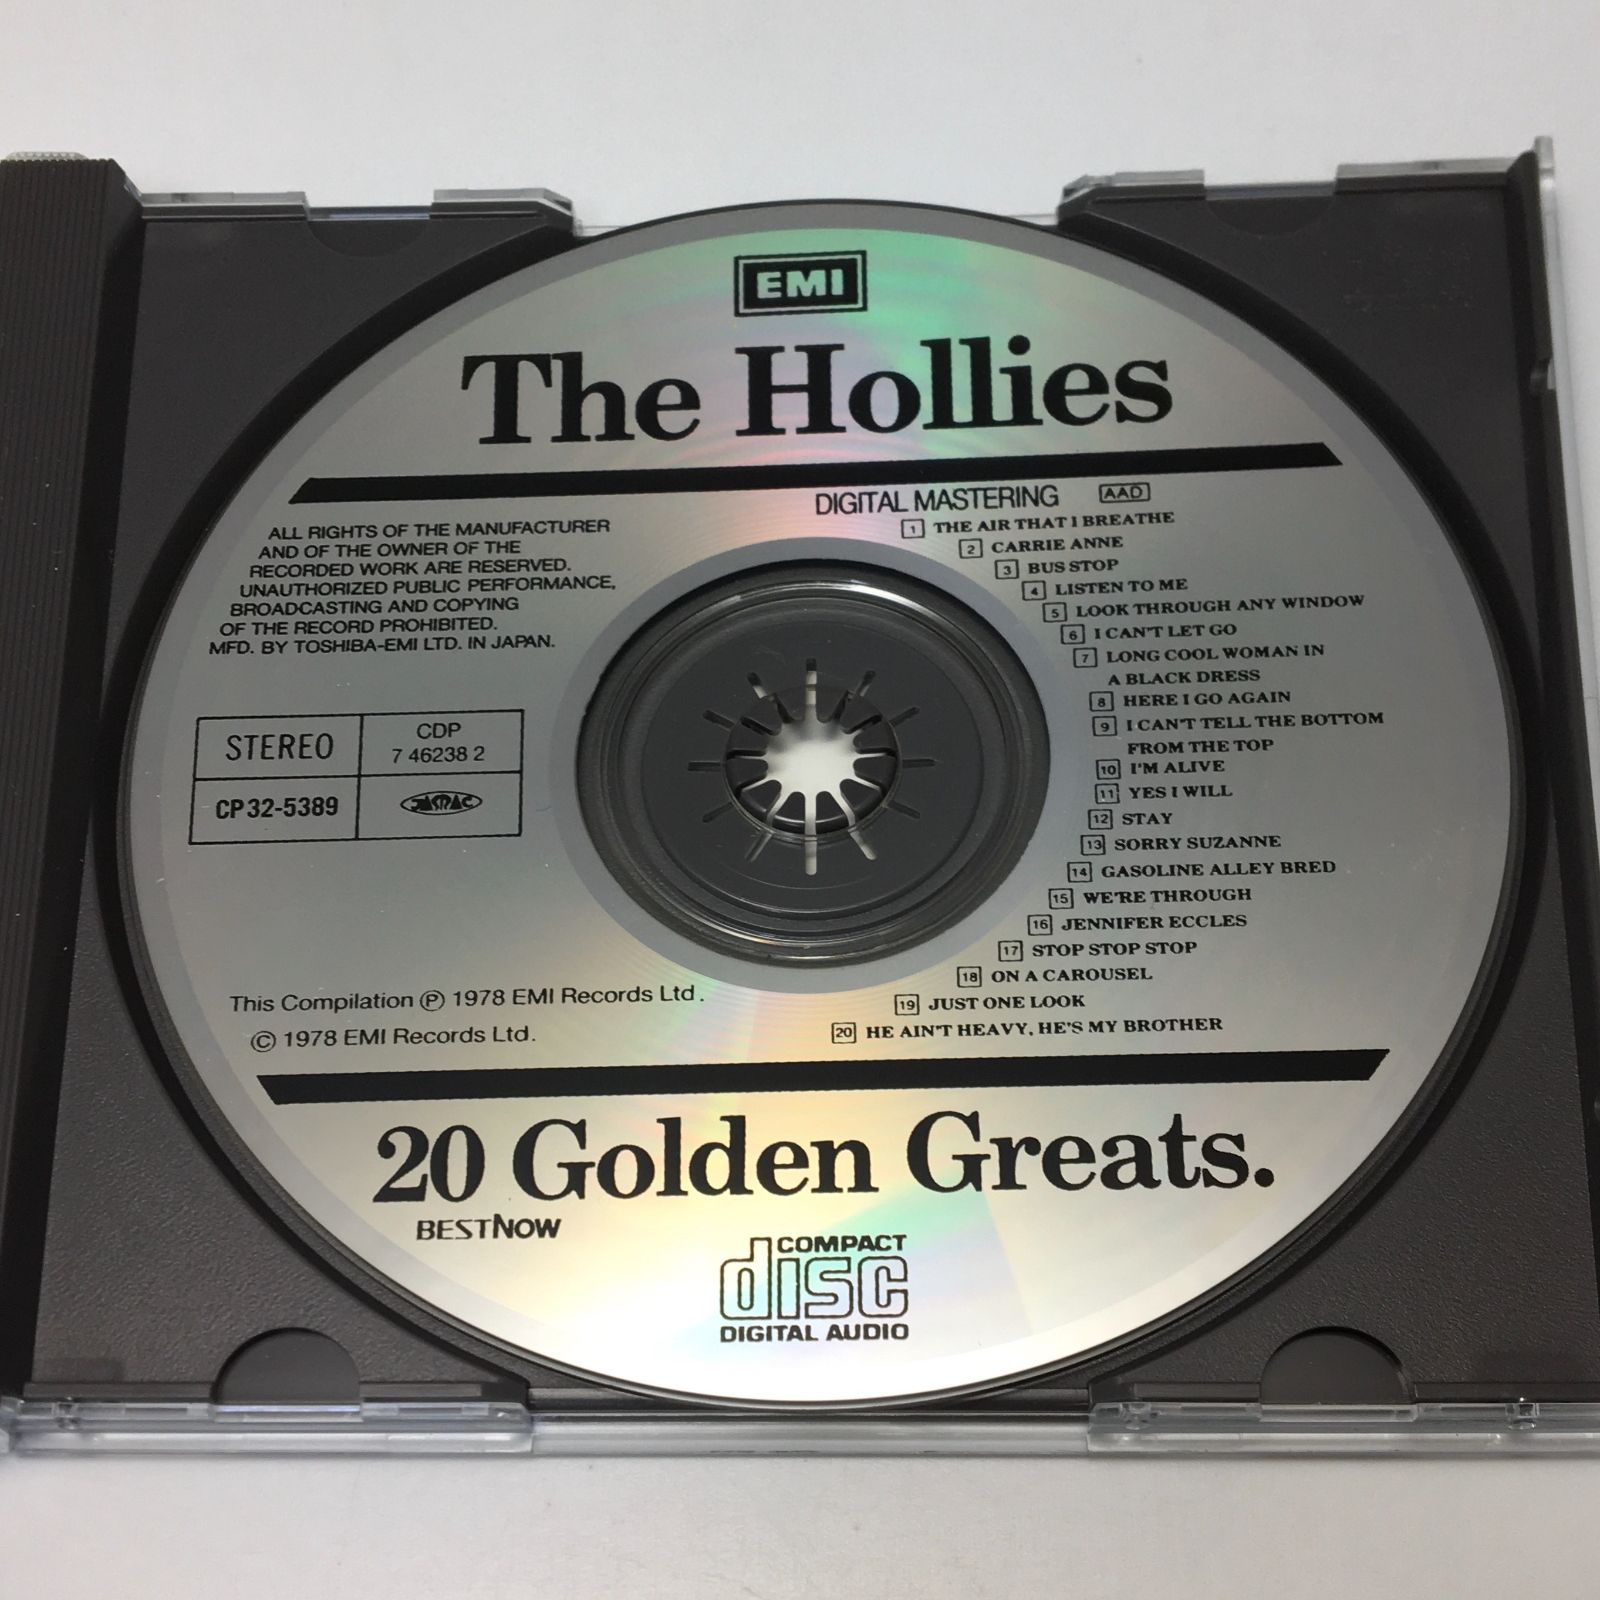 EMI
The Hollies
DIGITAL MASTERING AAD
ALL RIGHTS OF THE MANUFACTURER
AND OF THE OWNER OF THE
RECORDED WORK ARE RESERVED.
UNAUTHORIZED PUBLIC PERFORMANCE,
BROADCASTING AND COPYING
OF THE RECORD PROHIBITED.
MFD. BY TOSHIBA-EMI LTD. IN JAPAN.
STEREO
CDP
7 46238 2
CP32-5389
JASRAC
1 THE AIR THAT I BREATHE
2 CARRIE ANNE
3 BUS STOP
4 LISTEN TO ME
5 LOOK THROUGH ANY WINDOW
6 I CAN'T LET GO
7 LONG COOL WOMAN IN
A BLACK DRESS
8 HERE I GO AGAIN
9 I CAN'T TELL THE BOTTOM
FROM THE TOP
10 I'M ALIVE
11 YES I WILL
12 STAY
13 SORRY SUZANNE
14 GASOLINE ALLEY BRED
15 WE'RE THROUGH
16 JENNIFER ECCLES
17 STOP STOP STOP
18 ON A CAROUSEL
19 JUST ONE LOOK
20 HE AIN'T HEAVY, HE'S MY BROTHER
This Compilation ℗ 1978 EMI Records Ltd.
© 1978 EMI Records Ltd.
20 Golden Greats.
BESTNOW
COMPACT
disc
DIGITAL AUDIO